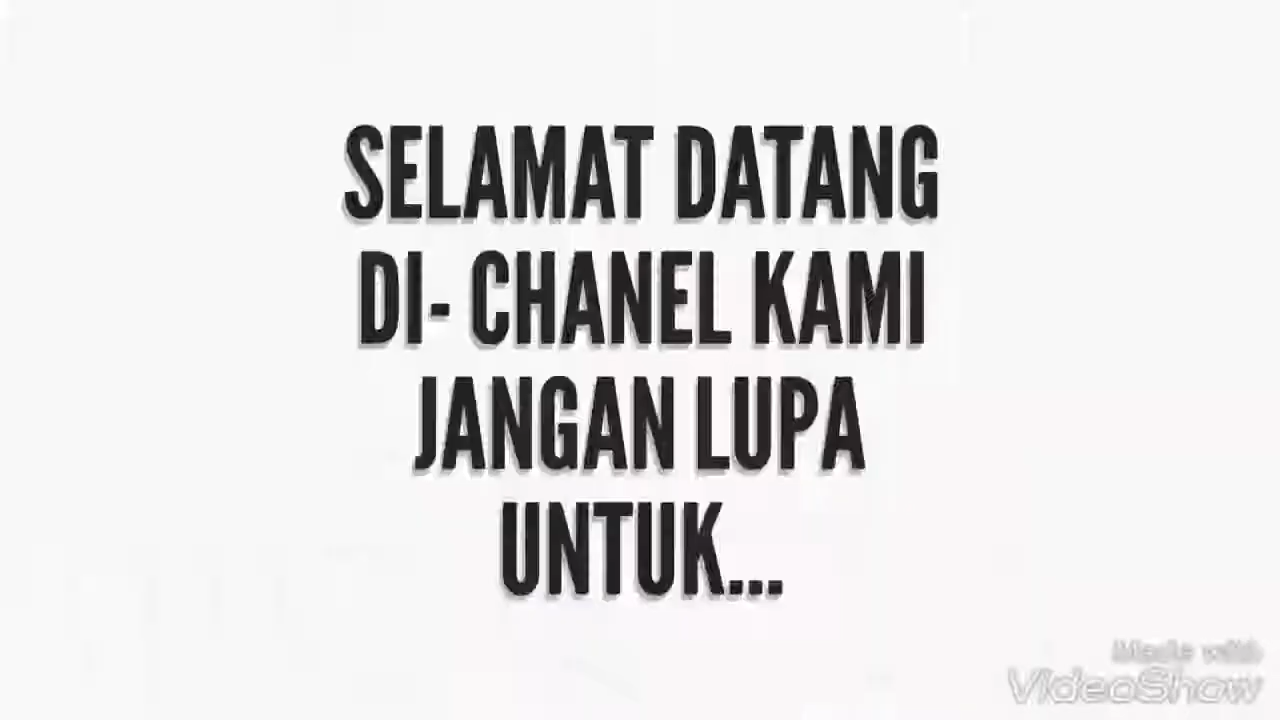 SELAMAT DATANG
DI- CHANEL KAMI
JANGAN LUPA
UNTUK...
Made with
VideoShow